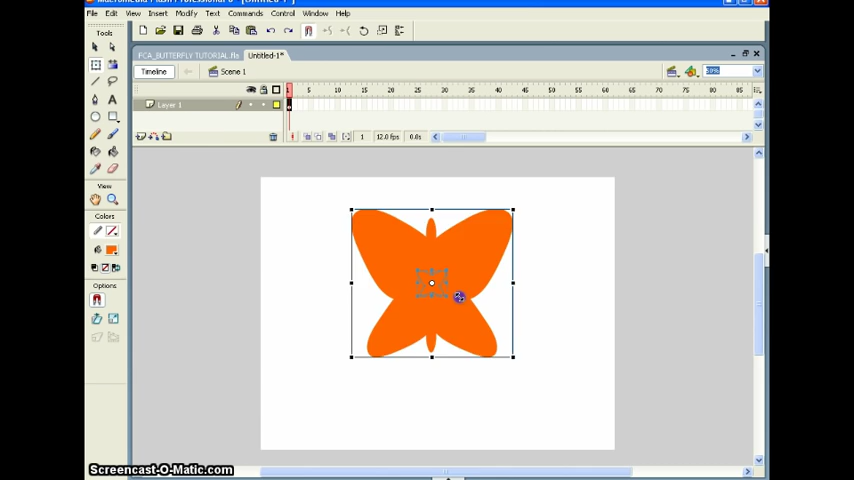 Macromedia Flash Professional 8 - [Untitled-1*]
File Edit View Insert Modify Text Commands Control Window Help
Tools
FCA_BUTTERFLY TUTORIAL.fla Untitled-1*
Timeline Scene 1 59%
1 5 10 15 20 25 30 35 40 45 50 55 60 65 70 75 80 85
Layer 1
1 12.0 fps 0.0s
View
Colors
Options
Screencast-O-Matic.com